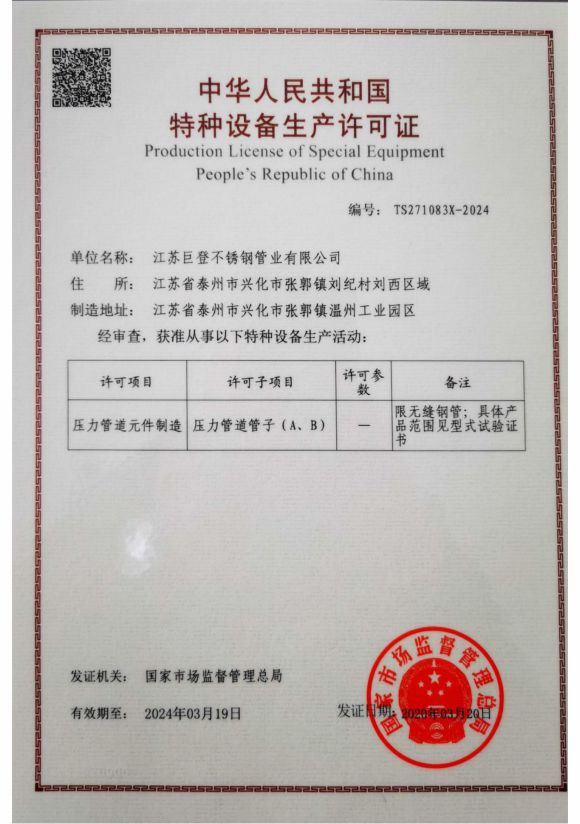 中华人民共和国
特种设备生产许可证
Production License of Special Equipment
People's Republic of China
编号： TS271083X-2024
单位名称： 江苏巨登不锈钢管业有限公司
住 所： 江苏省泰州市兴化市张郭镇刘纪村刘西区域
制造地址： 江苏省泰州市兴化市张郭镇温州工业园区
经审查，获准从事以下特种设备生产活动：
许可项目 许可子项目 许可参数 备注
压力管道元件制造 压力管道管子（A、B） — 限无缝钢管；具体产品范围见型式试验证书
国家市场监督管理总局
发证机关： 国家市场监督管理总局
有效期至： 2024年03月19日 发证日期：2020年03月20日